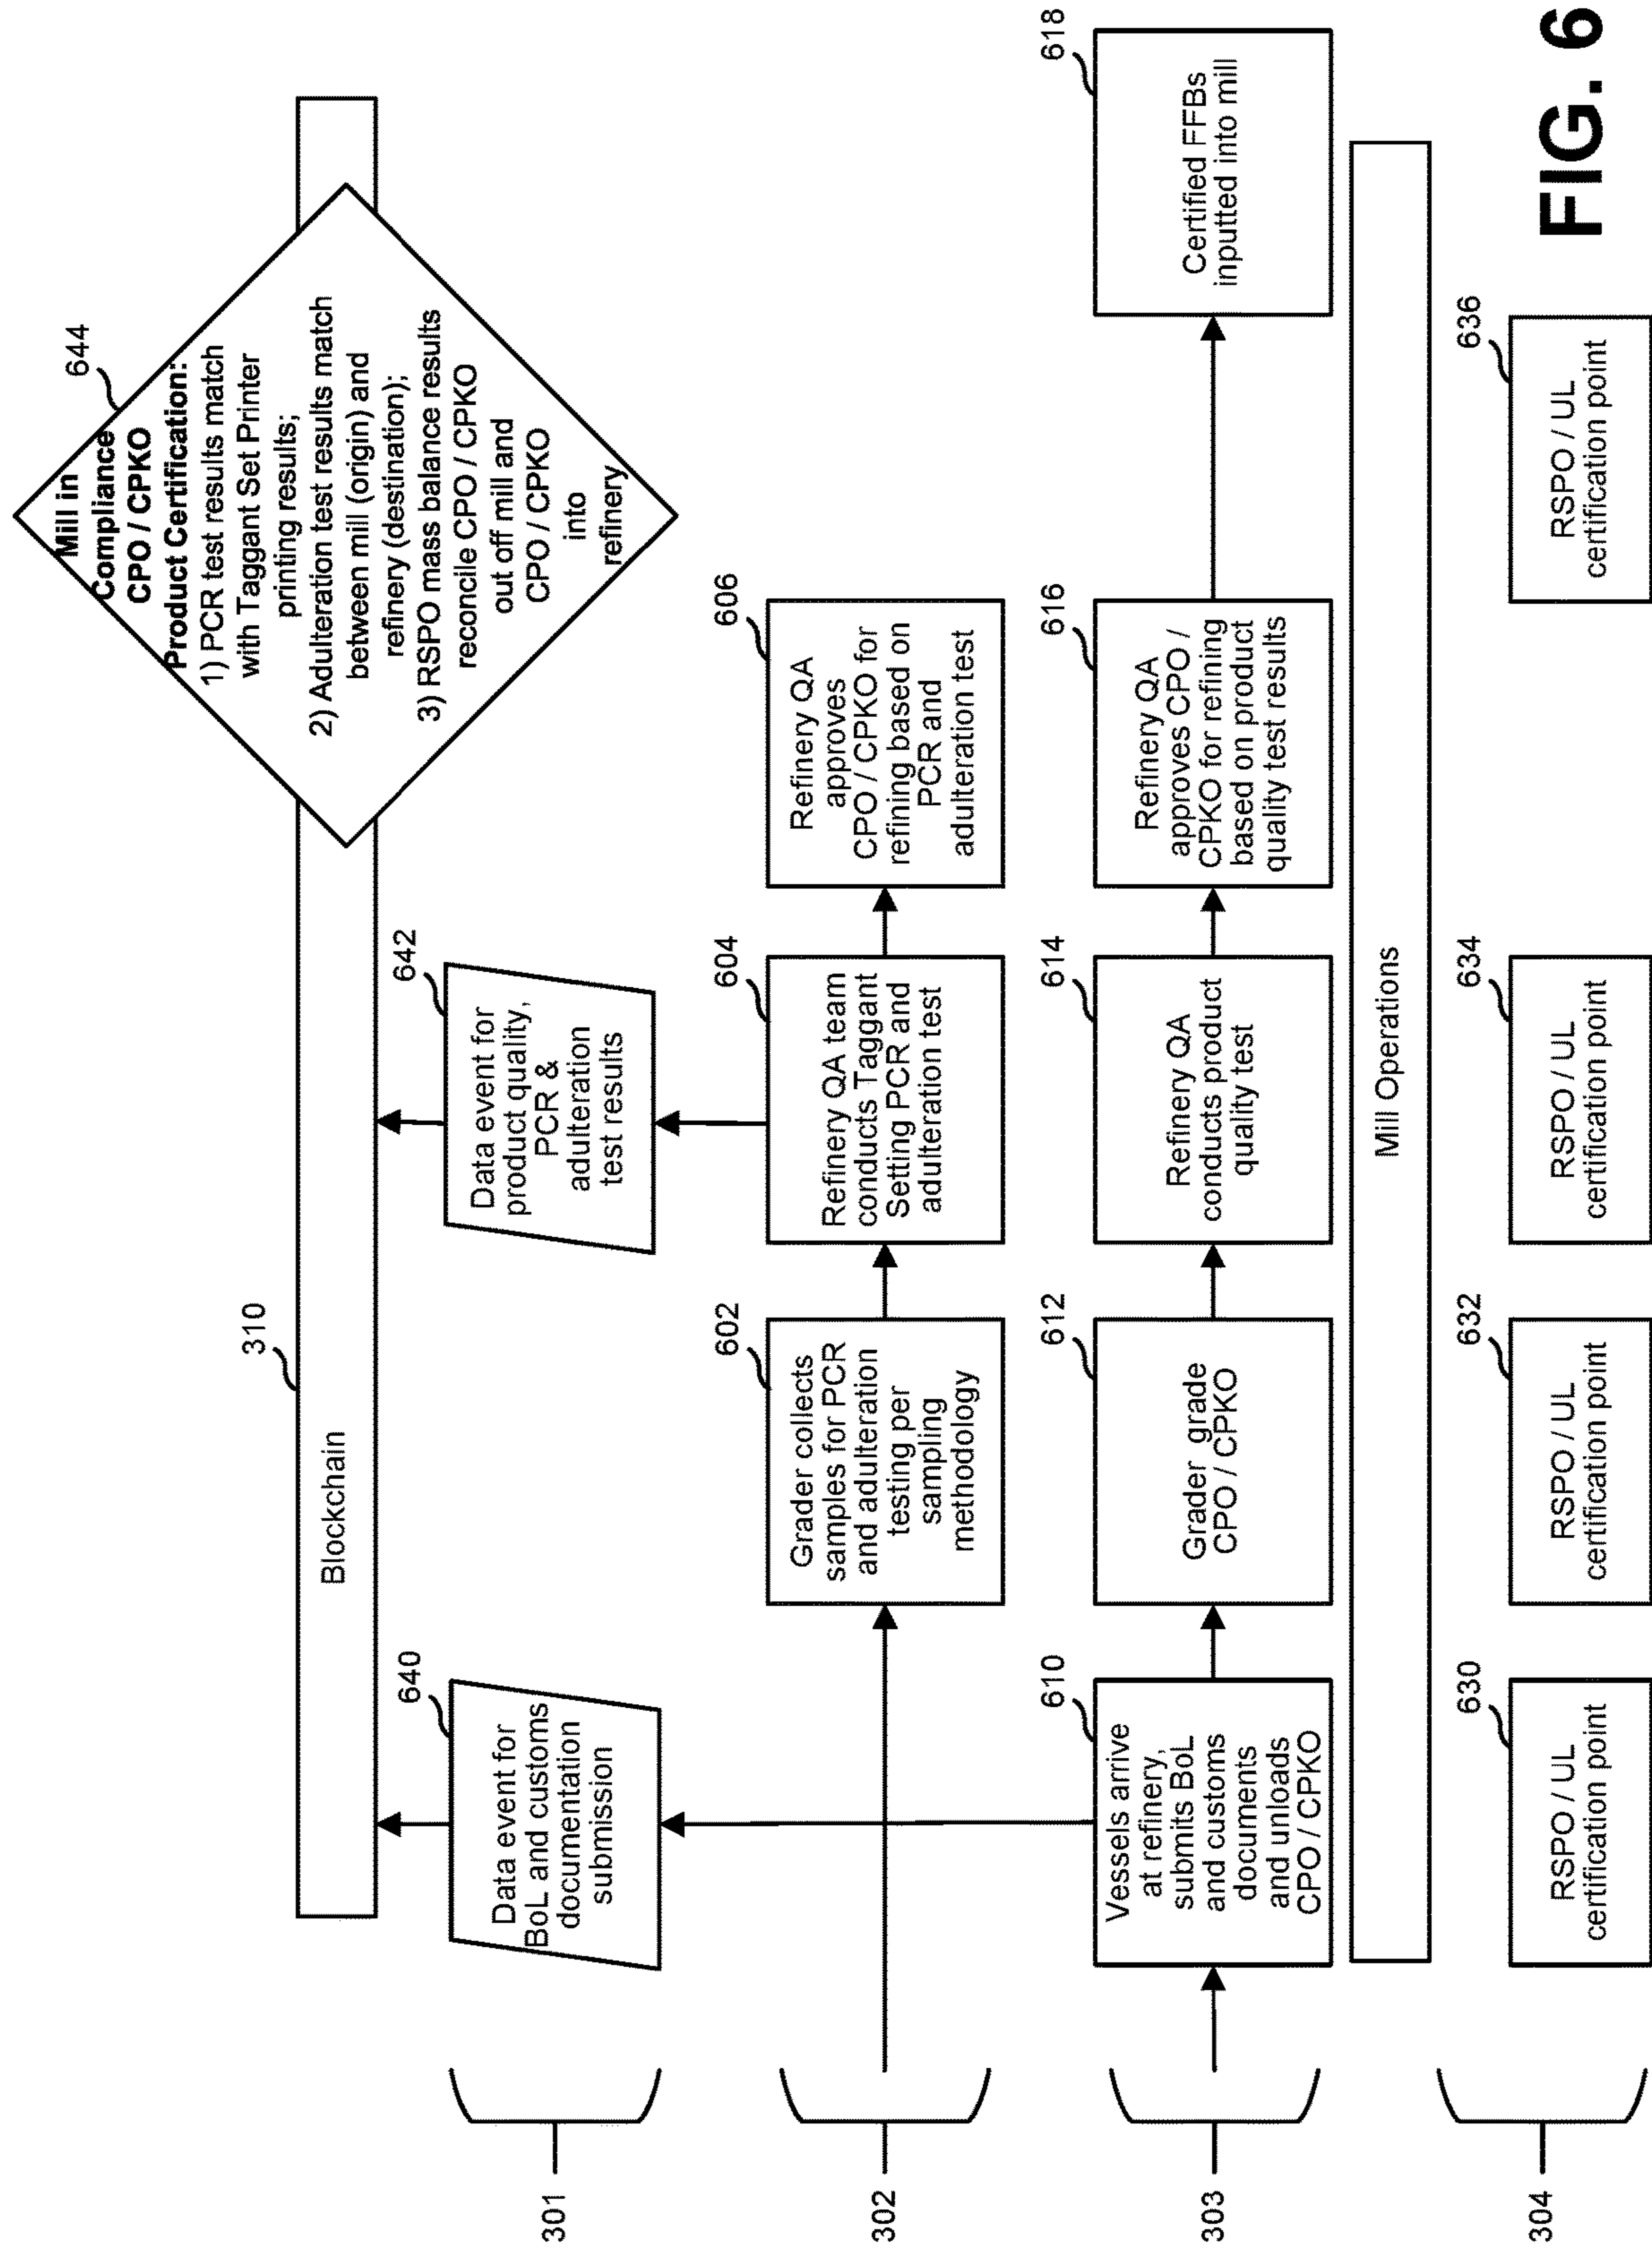 310
Blockchain
644
Mill in
Compliance
CPO / CPKO
Product Certification:
1) PCR test results match
with Taggant Set Printer
printing results;
2) Adulteration test results match
between mill (origin) and
refinery (destination);
3) RSPO mass balance results
reconcile CPO / CPKO
out off mill and
CPO / CPKO
into
refinery
301
640
Data event for
BoL and customs
documentation
submission
642
Data event for
product quality,
PCR &
adulteration
test results
302
602
Grader collects
samples for PCR
and adulteration
testing per
sampling
methodology
604
Refinery QA team
conducts Taggant
Setting PCR and
adulteration test
606
Refinery QA
approves
CPO / CPKO for
refining based on
PCR and
adulteration test
303
610
Vessels arrive
at refinery,
submits BoL
and customs
documents
and unloads
CPO / CPKO
612
Grader grade
CPO / CPKO
614
Refinery QA
conducts product
quality test
616
Refinery QA
approves CPO /
CPKO for refining
based on product
quality test results
618
Certified FFBs
inputted into mill
Mill Operations
304
630
RSPO / UL
certification point
632
RSPO / UL
certification point
634
RSPO / UL
certification point
636
RSPO / UL
certification point
FIG. 6